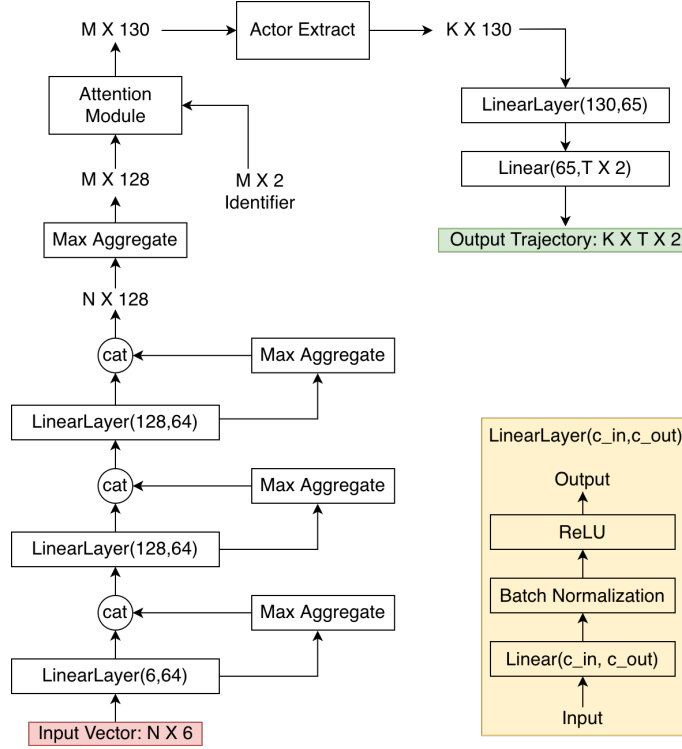 M X 130
Actor Extract
K X 130
Attention
Module
LinearLayer(130,65)
M X 128
M X 2
Identifier
Linear(65,T X 2)
Max Aggregate
Output Trajectory: K X T X 2
N X 128
cat
Max Aggregate
LinearLayer(128,64)
cat
Max Aggregate
LinearLayer(128,64)
cat
Max Aggregate
LinearLayer(6,64)
Input Vector: N X 6
LinearLayer(c_in,c_out)
Output
ReLU
Batch Normalization
Linear(c_in, c_out)
Input